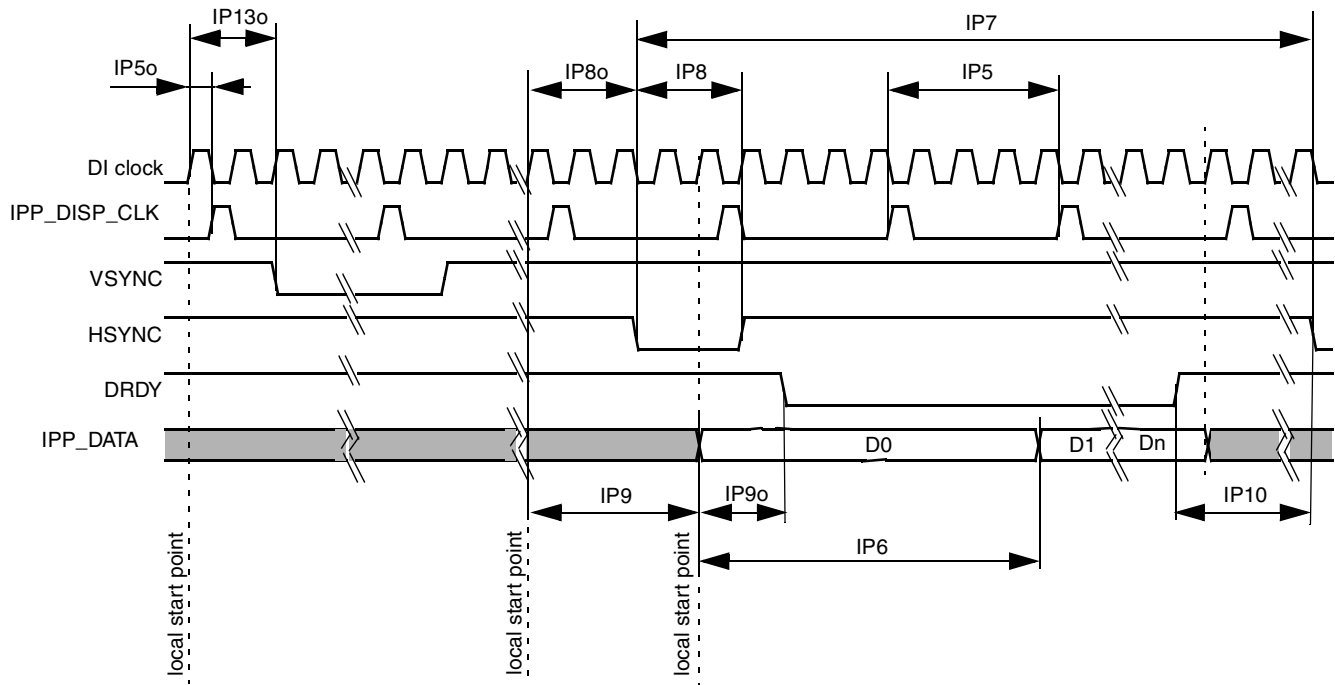 IP13o
IP7
IP5o
IP8o
IP8
IP5
DI clock
IPP_DISP_CLK
VSYNC
HSYNC
DRDY
IPP_DATA
D0
D1
Dn
IP9
IP9o
IP10
IP6
local start point
local start point
local start point